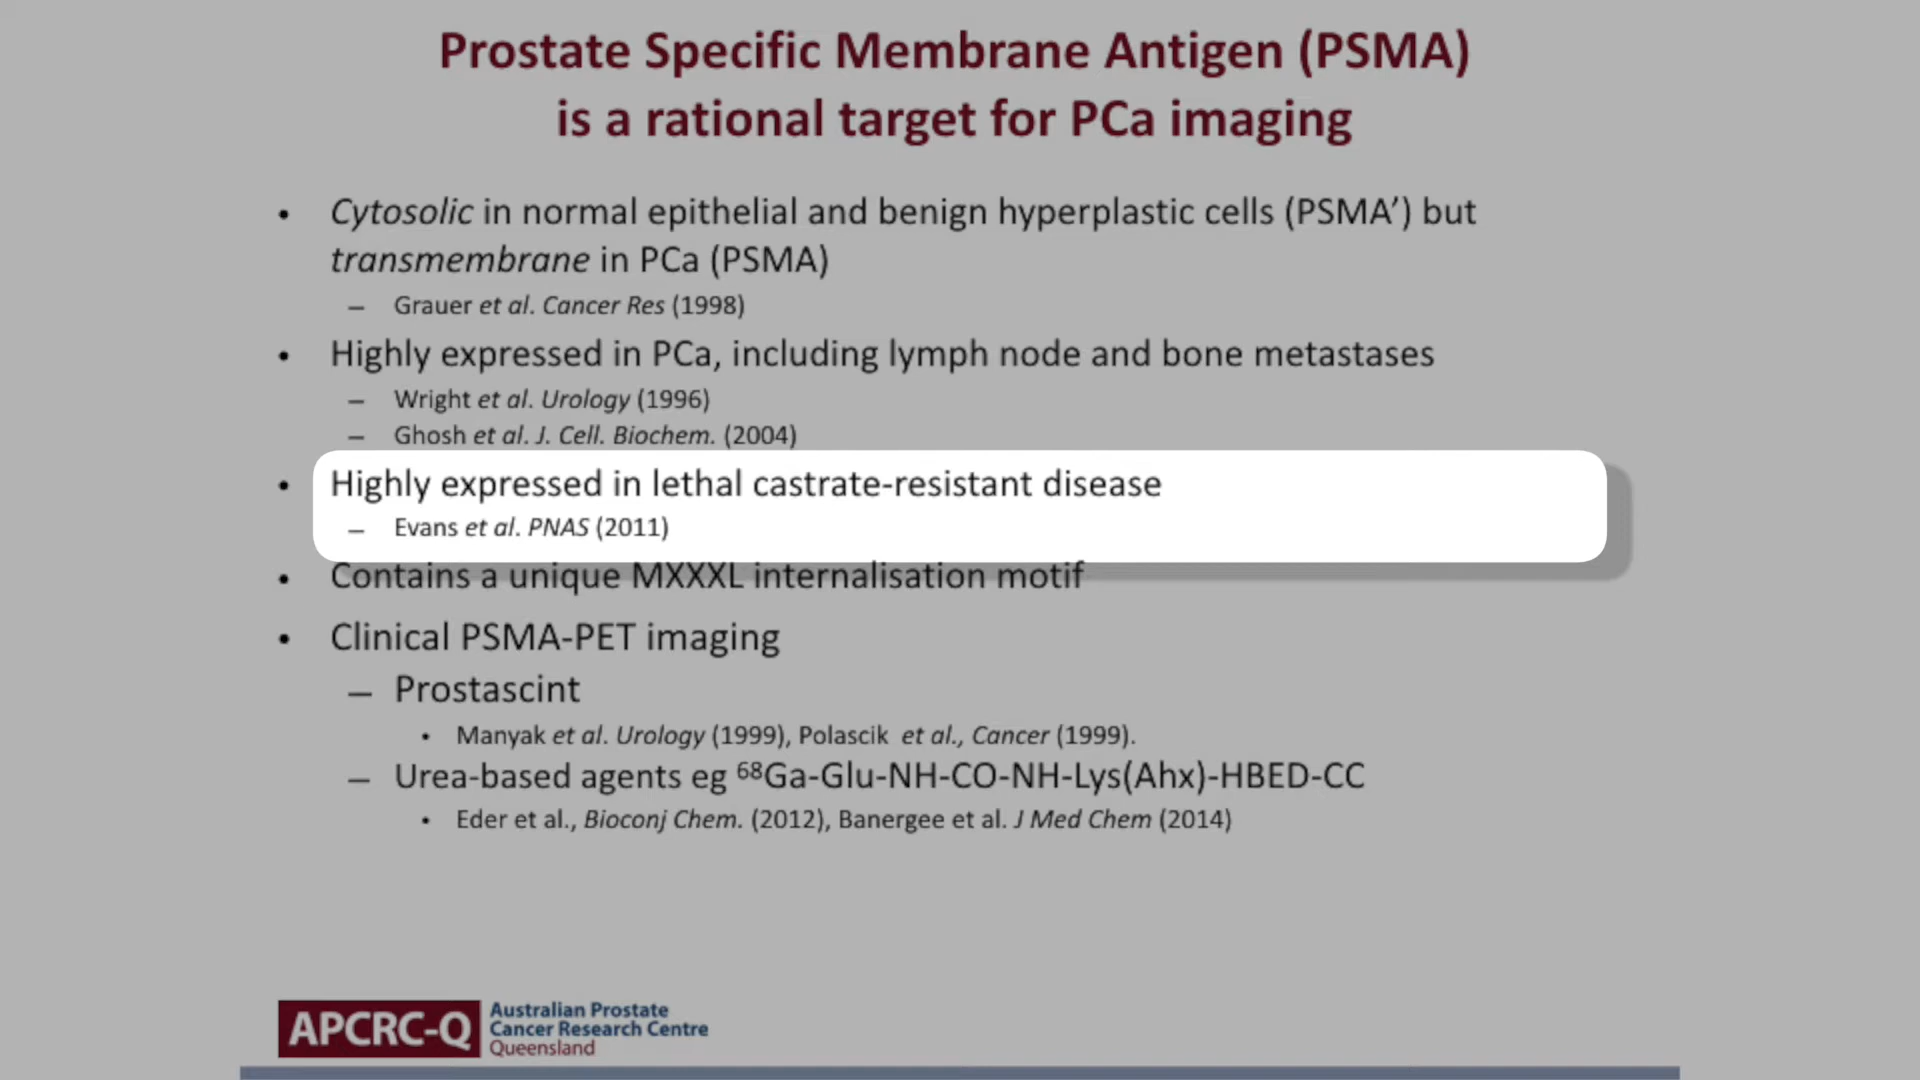 Prostate Specific Membrane Antigen (PSMA)
is a rational target for PCa imaging
• Cytosolic in normal epithelial and benign hyperplastic cells (PSMA’) but
transmembrane in PCa (PSMA)
– Grauer et al. Cancer Res (1998)
• Highly expressed in PCa, including lymph node and bone metastases
– Wright et al. Urology (1996)
– Ghosh et al. J. Cell. Biochem. (2004)
• Highly expressed in lethal castrate-resistant disease
– Evans et al. PNAS (2011)
• Contains a unique MXXXL internalisation motif
• Clinical PSMA-PET imaging
– Prostascint
• Manyak et al. Urology (1999), Polascik et al., Cancer (1999).
– Urea-based agents eg ⁶⁸Ga-Glu-NH-CO-NH-Lys(Ahx)-HBED-CC
• Eder et al., Bioconj Chem. (2012), Banergee et al. J Med Chem (2014)
APCRC-Q
Australian Prostate
Cancer Research Centre
Queensland